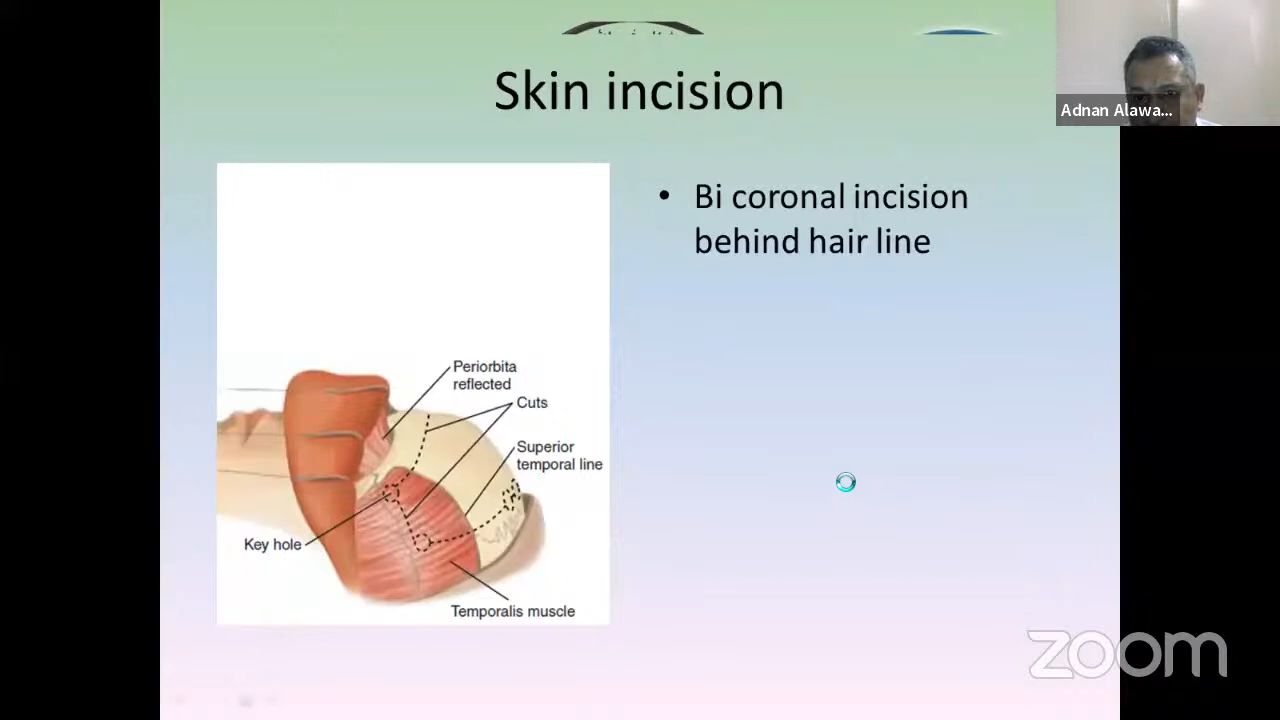 Skin incision
Adnan Alawa...
• Bi coronal incision
behind hair line
Periorbita
reflected
Cuts
Superior
temporal line
Key hole
Temporalis muscle
zoom